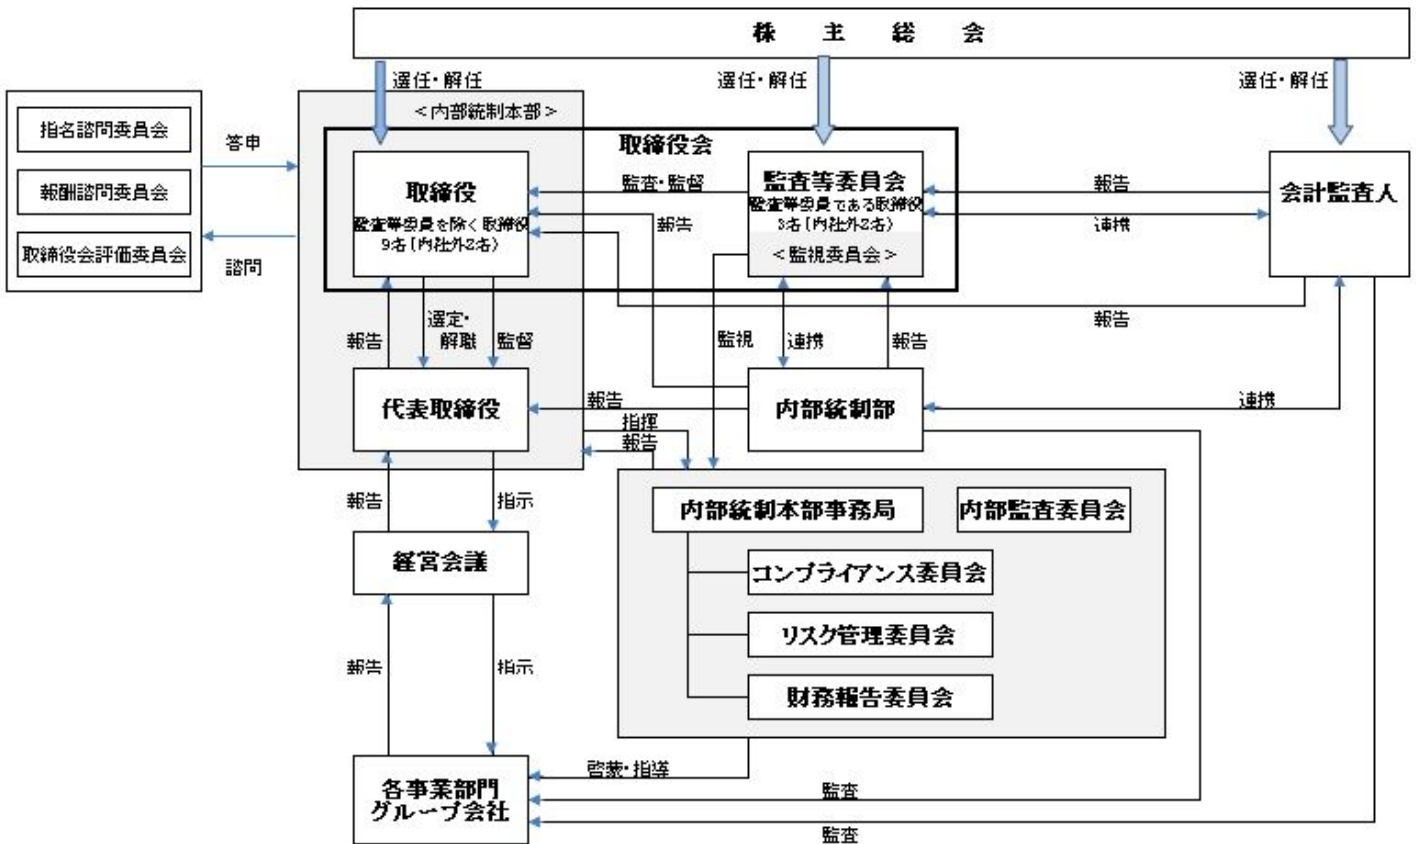 株 主 総 会
選任・解任
選任・解任
選任・解任
＜内部統制本部＞
指名諮問委員会
報酬諮問委員会
取締役会評価委員会
答申
諮問
取締役会
取締役
監査等委員を除く取締役
9名〔内社外2名〕
監査・監督
報告
監査等委員会
監査等委員である取締役
3名〔内社外2名〕
＜監視委員会＞
報告
連携
会計監査人
報告
報告
選定・
解職
監督
監視
連携
報告
代表取締役
報告
内部統制部
連携
指揮
報告
報告
指示
内部統制本部事務局
内部監査委員会
経営会議
コンプライアンス委員会
リスク管理委員会
報告
指示
財務報告委員会
啓蒙・指導
各事業部門
グループ会社
監査
監査